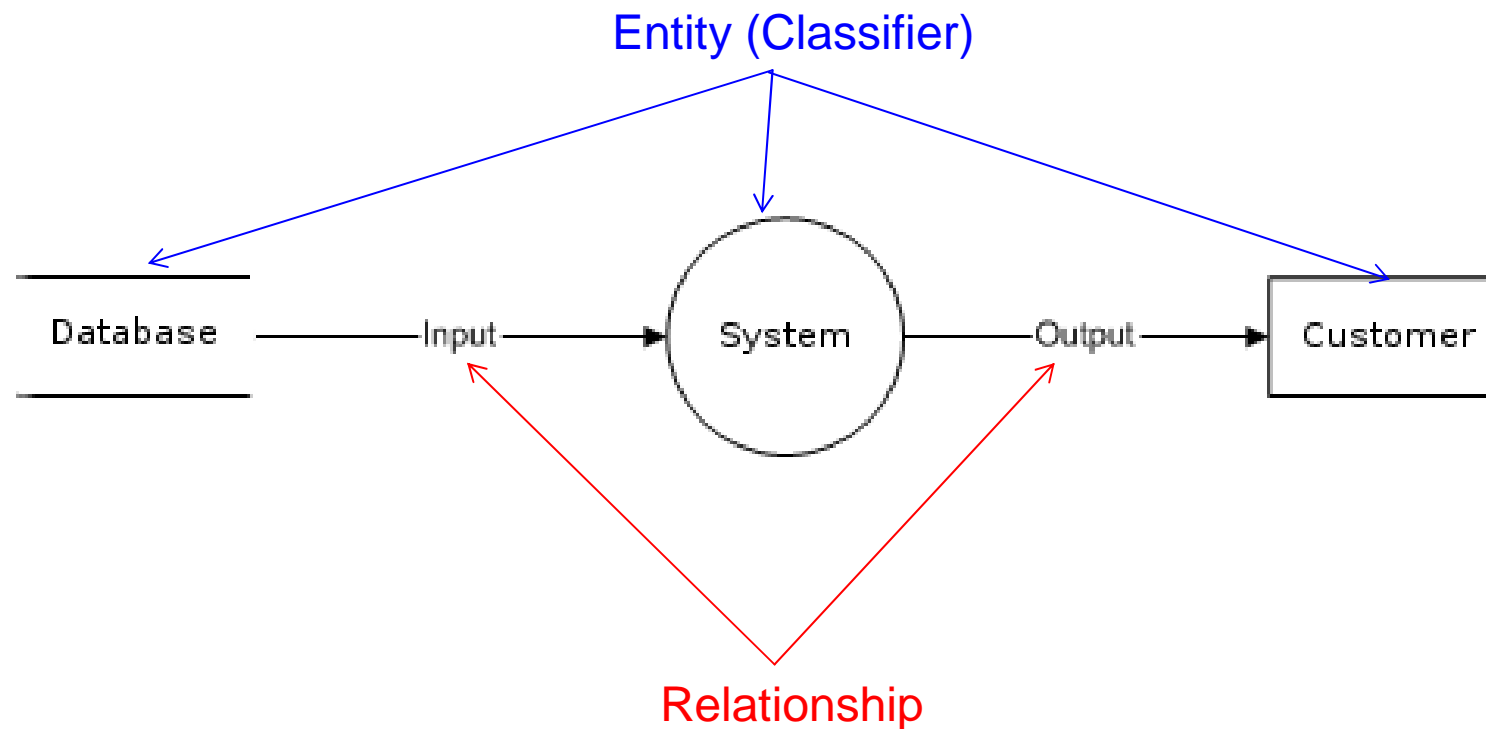 Entity (Classifier)
Database
Input
System
Output
Customer
Relationship